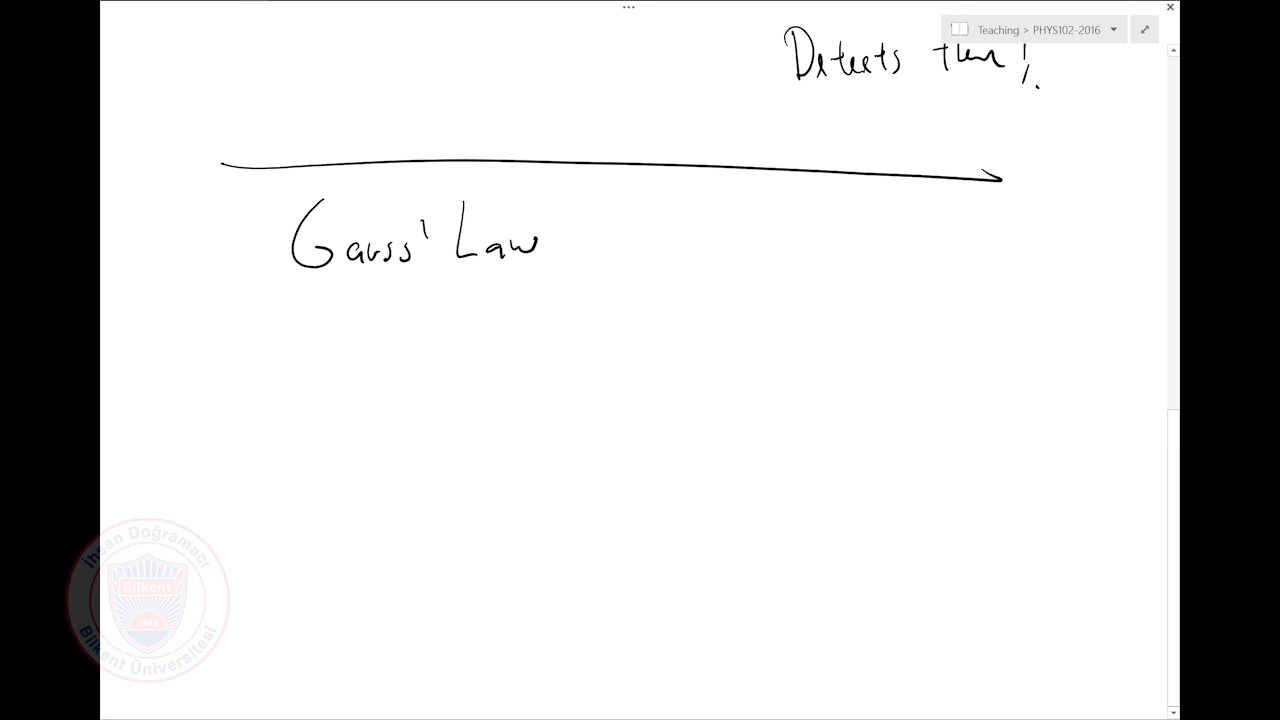 Teaching > PHYS102-2016
Detects them!
Gauss' Law
İhsan Doğramacı
Bilkent
1984
Bilkent Üniversitesi